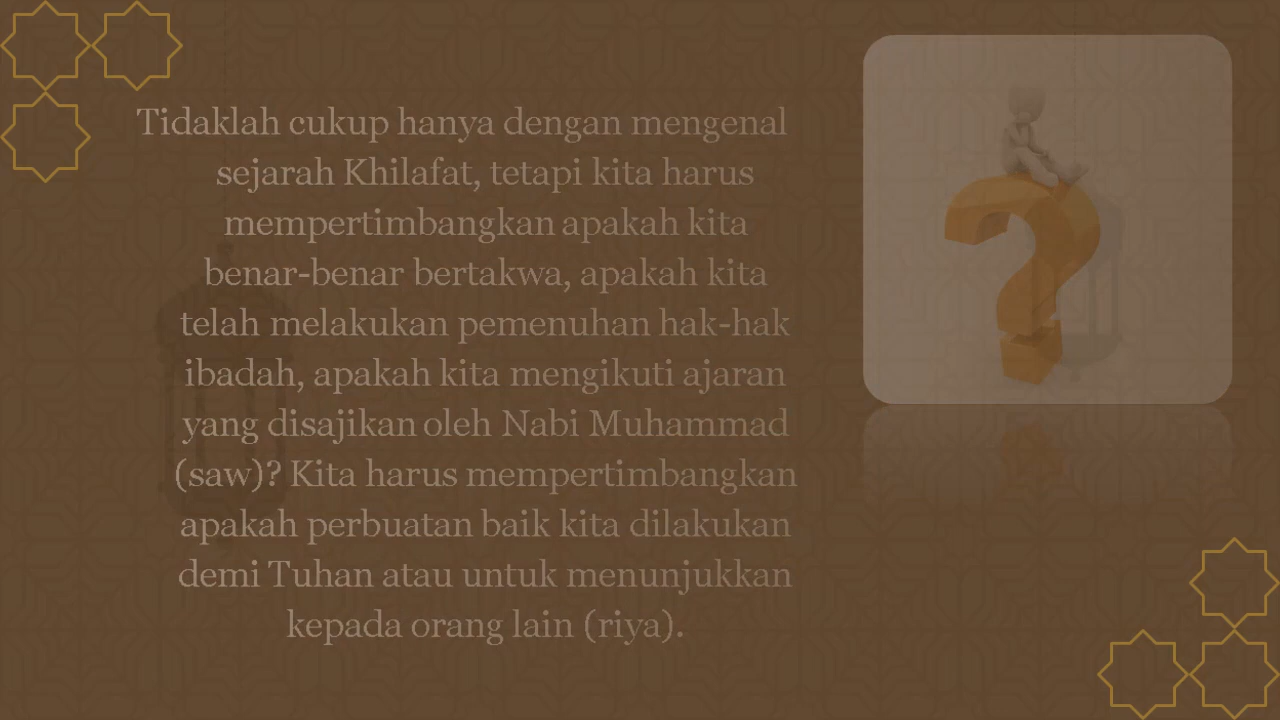 Tidaklah cukup hanya dengan mengenal
sejarah Khilafat, tetapi kita harus
mempertimbangkan apakah kita
benar-benar bertakwa, apakah kita
telah melakukan pemenuhan hak-hak
ibadah, apakah kita mengikuti ajaran
yang disajikan oleh Nabi Muhammad
(saw)? Kita harus mempertimbangkan
apakah perbuatan baik kita dilakukan
demi Tuhan atau untuk menunjukkan
kepada orang lain (riya).